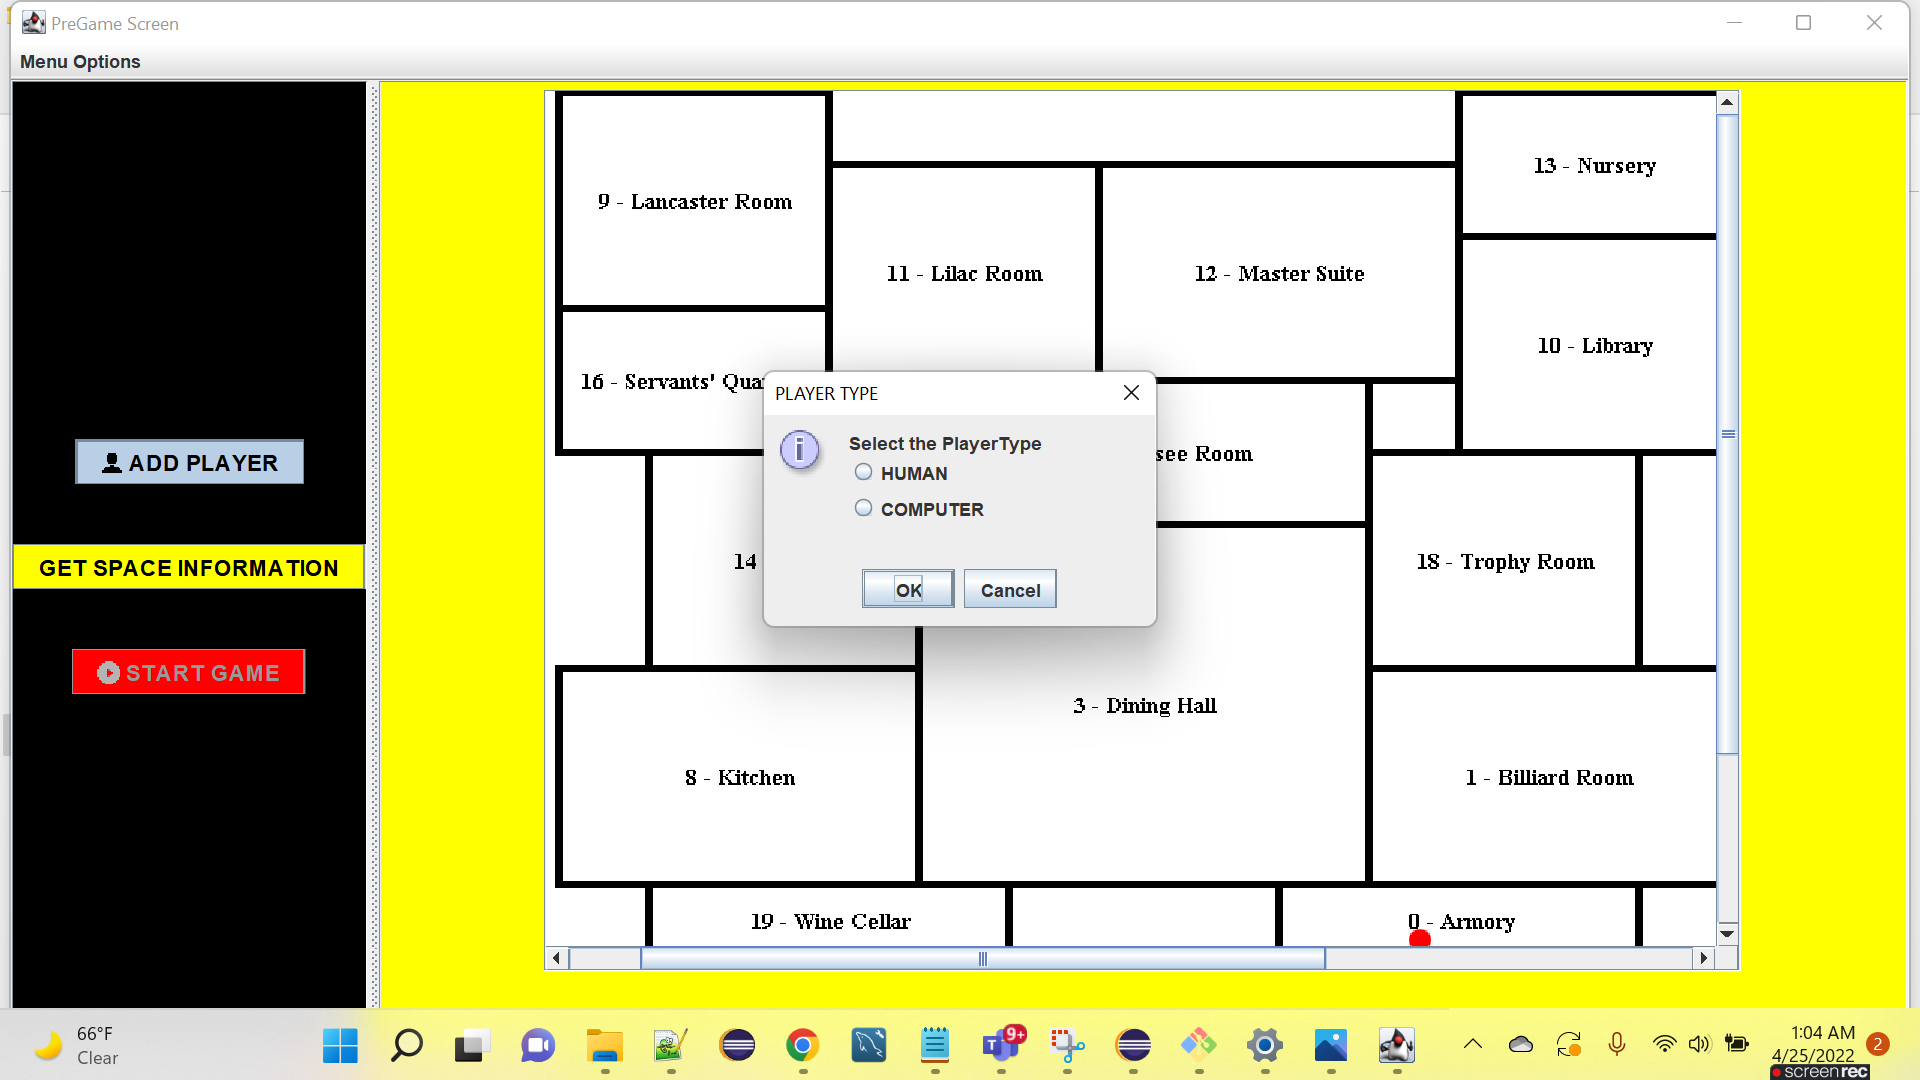 PreGame Screen
Menu Options
9 - Lancaster Room
13 - Nursery
11 - Lilac Room
12 - Master Suite
10 - Library
16 - Servants'
PLAYER TYPE
Select the PlayerType
HUMAN
COMPUTER
OK
Cancel
Room
ADD PLAYER
GET SPACE INFORMATION
START GAME
14
18 - Trophy Room
3 - Dining Hall
8 - Kitchen
1 - Billiard Room
19 - Wine Cellar
0 - Armory
66°F
Clear
9+
1:04 AM
4/25/2022
2
screenrec